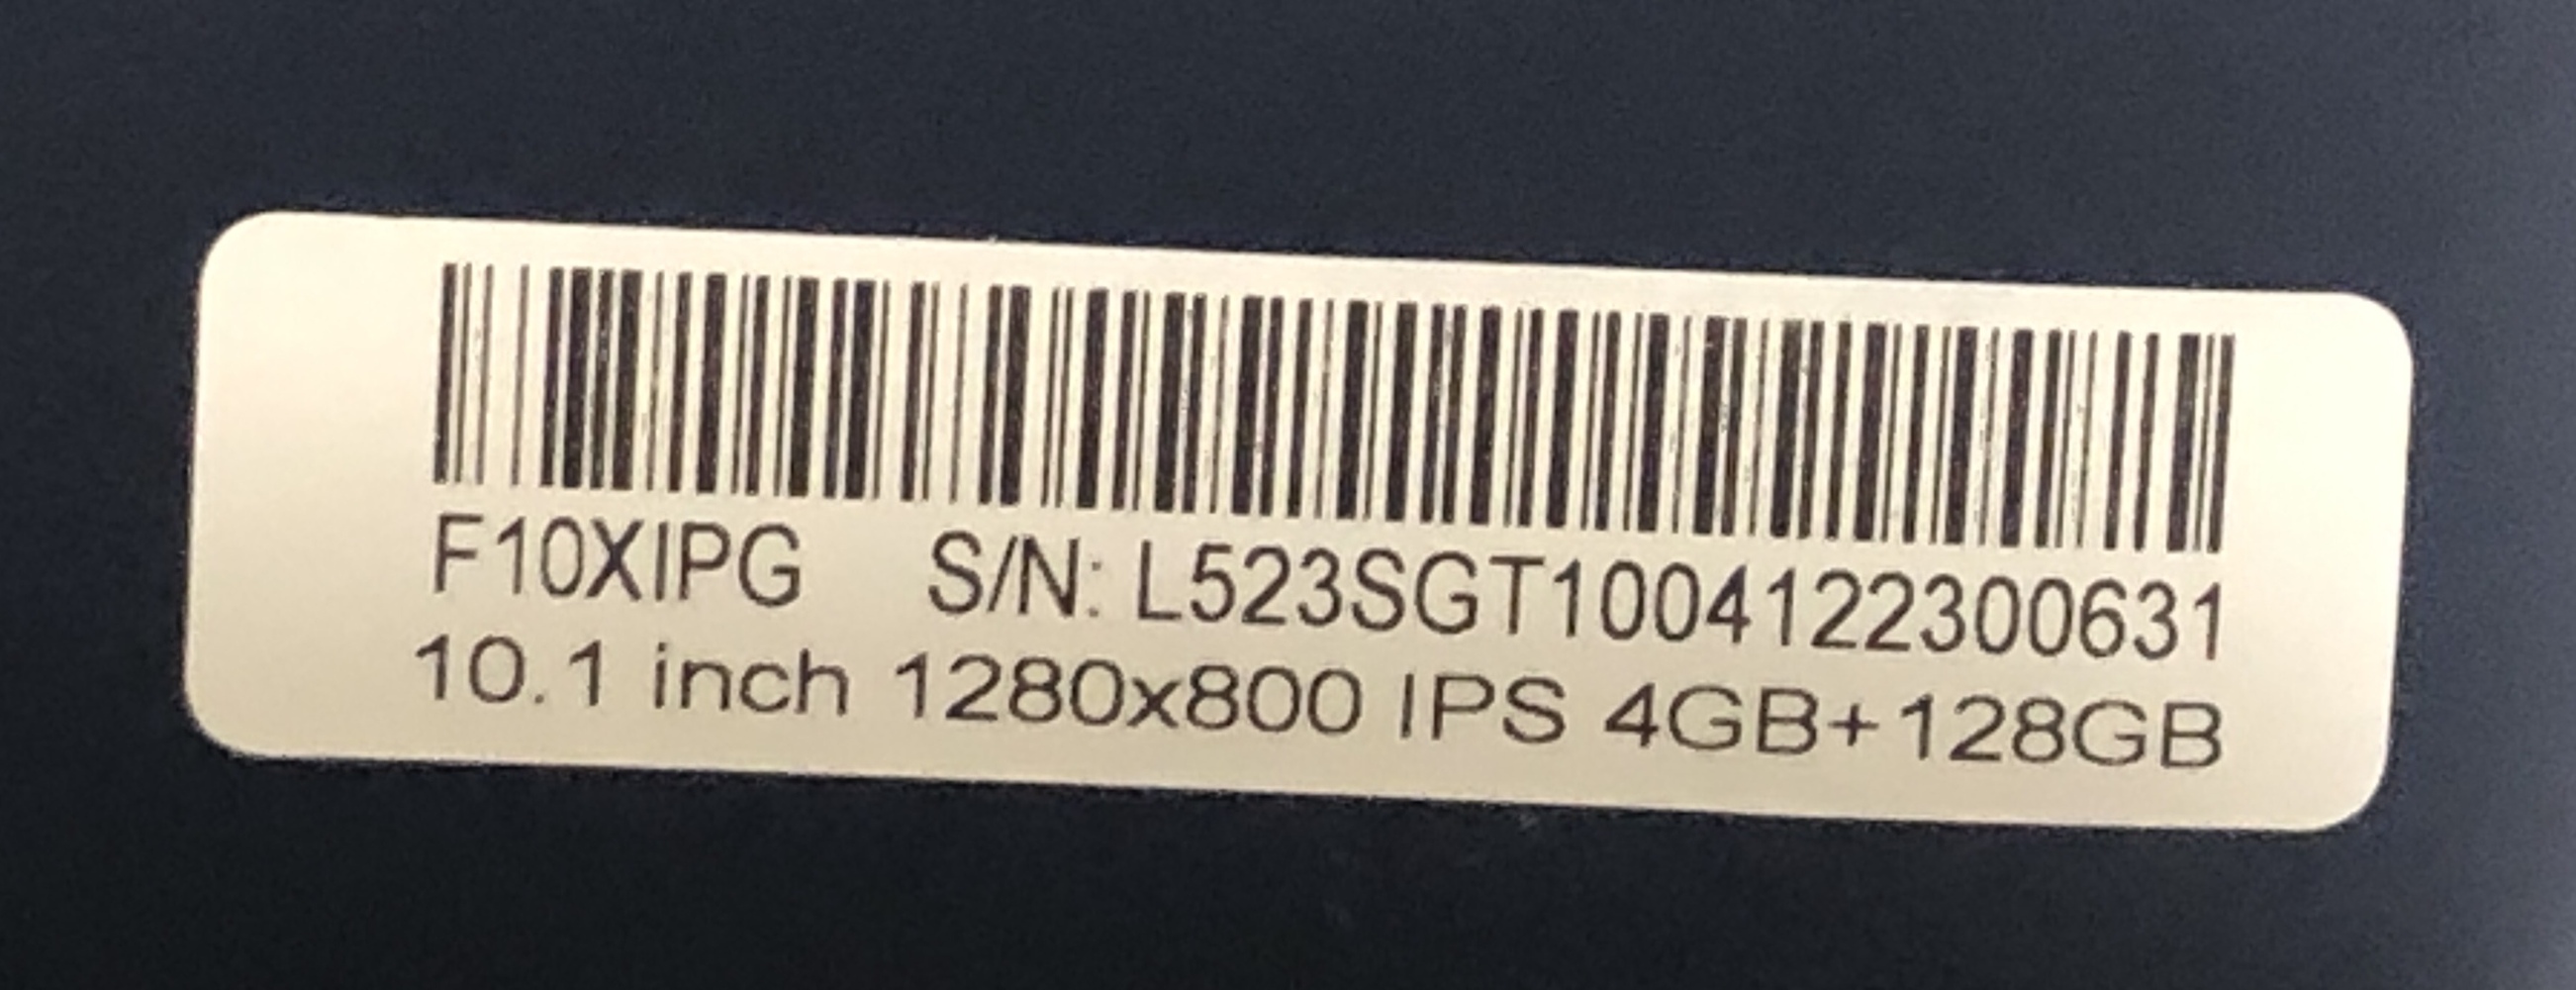 F10XIPG S/N: L523SGT1004122300631
10.1 inch 1280x800 IPS 4GB+128GB